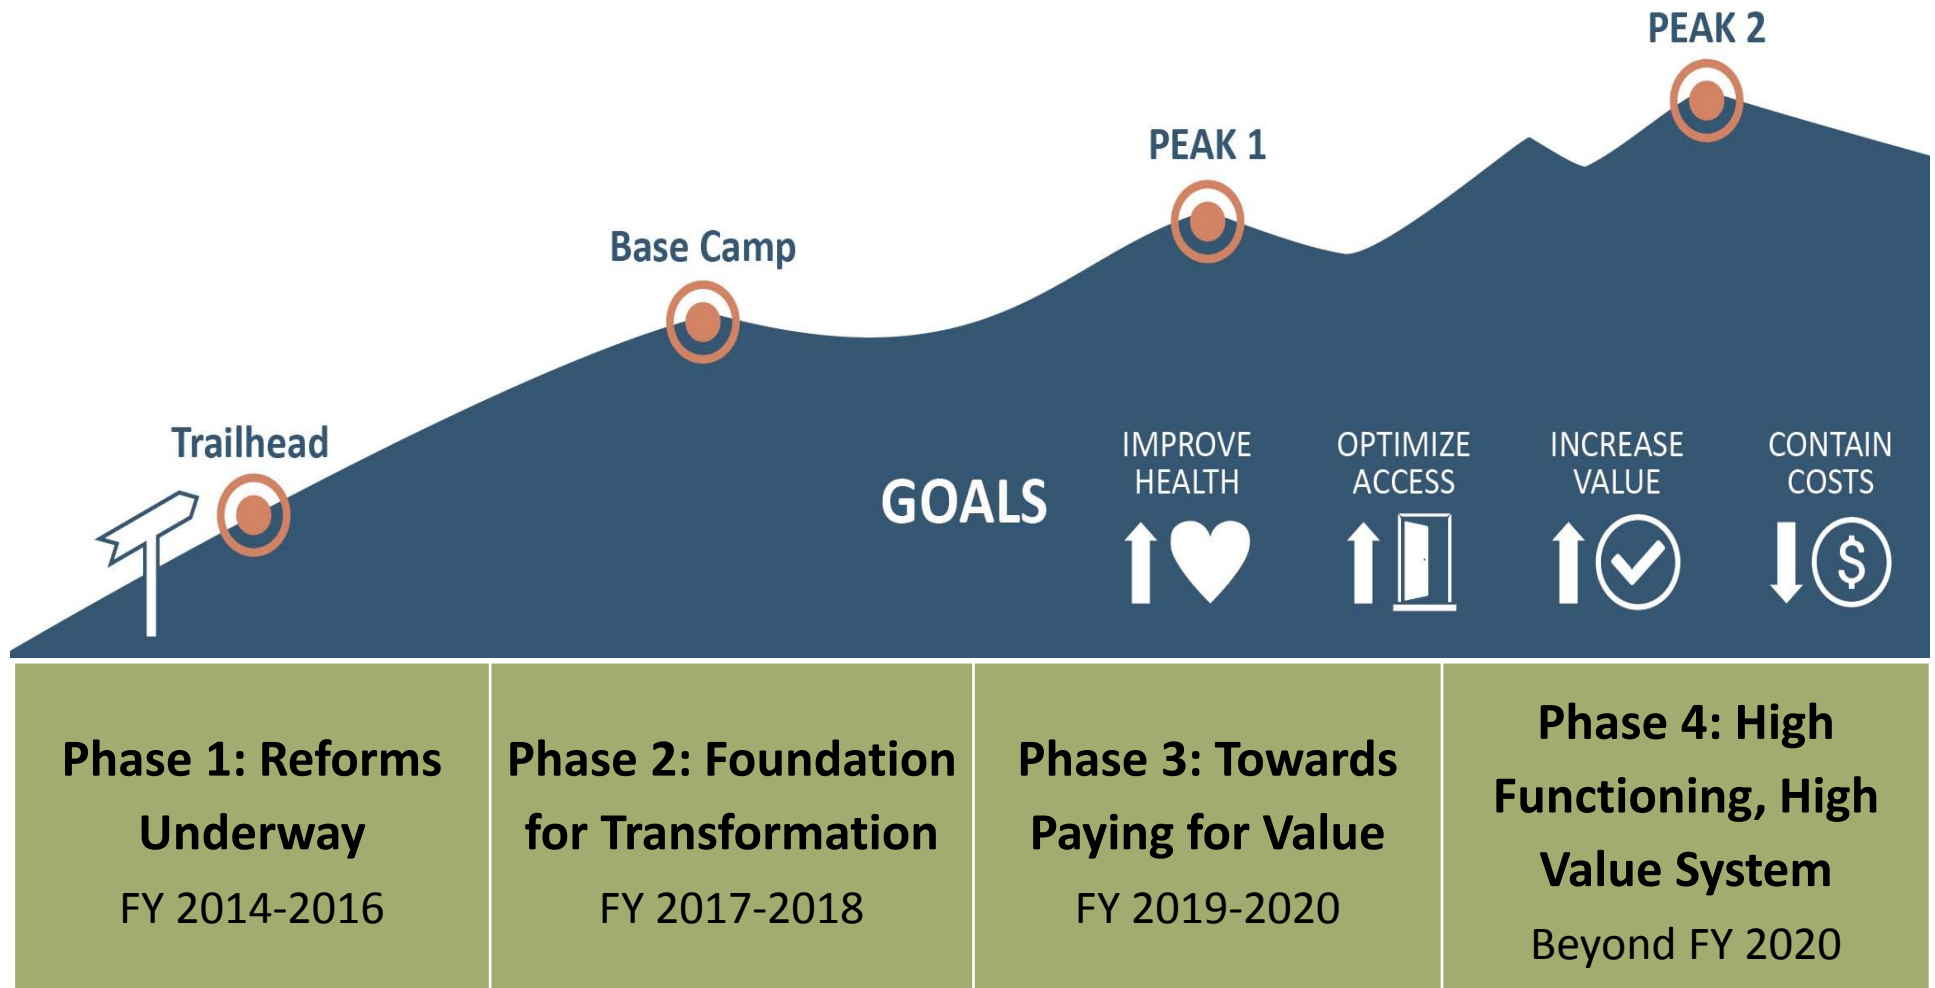 PEAK 2
PEAK 1
Base Camp
Trailhead
GOALS
IMPROVE
HEALTH
OPTIMIZE
ACCESS
INCREASE
VALUE
CONTAIN
COSTS
$
Phase 1: Reforms
Underway
FY 2014-2016
Phase 2: Foundation
for Transformation
FY 2017-2018
Phase 3: Towards
Paying for Value
FY 2019-2020
Phase 4: High
Functioning, High
Value System
Beyond FY 2020